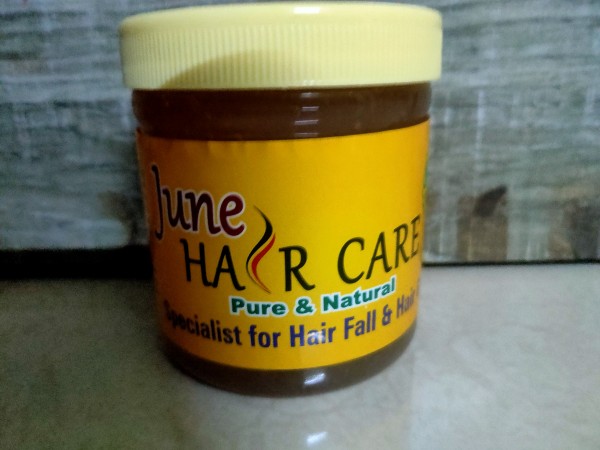 June
HAIR CARE
Pure & Natural
Specialist for Hair Fall & Hair